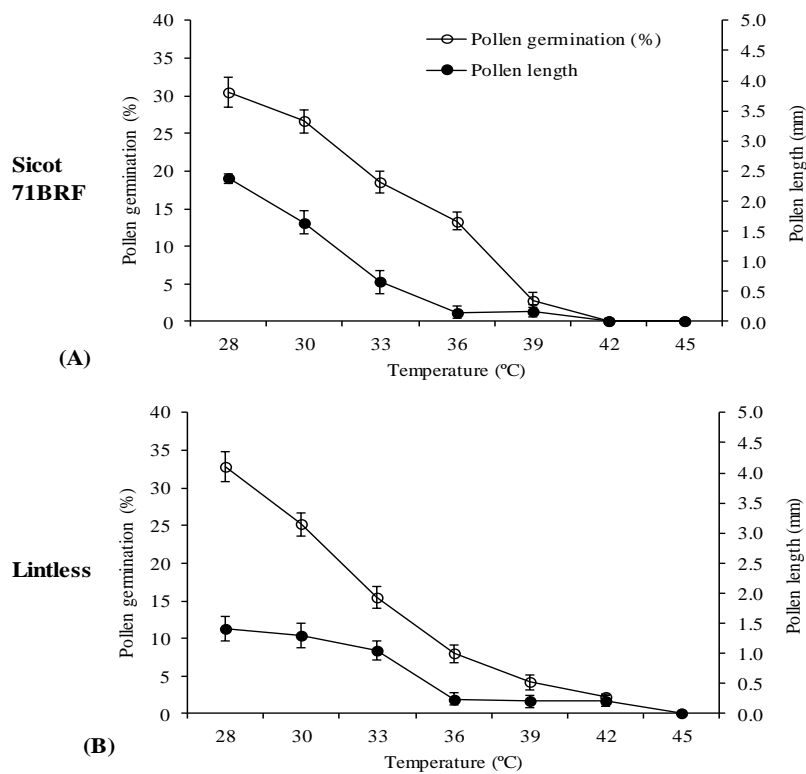 40
35
30
25
20
15
10
5
0
5.0
4.5
4.0
3.5
3.0
2.5
2.0
1.5
1.0
0.5
0.0
Pollen germination (%)
Pollen length
Sicot
71BRF
Pollen germination (%)
Pollen length (mm)
28 30 33 36 39 42 45
Temperature (ºC)
(A)
40
35
30
25
20
15
10
5
0
5.0
4.5
4.0
3.5
3.0
2.5
2.0
1.5
1.0
0.5
0.0
Lintless
Pollen germination (%)
Pollen length (mm)
28 30 33 36 39 42 45
Temperature (ºC)
(B)